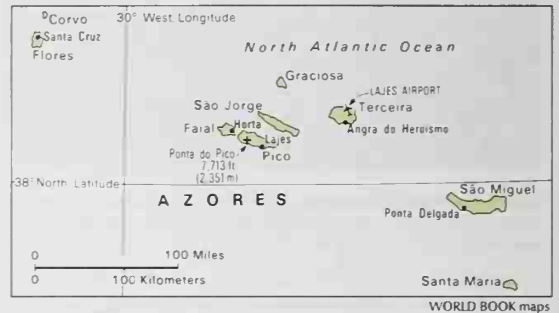 Corvo
30° West Longitude
Santa Cruz
Flores
North Atlantic Ocean
Graciosa
LAJES AIRPORT
São Jorge
Terceira
Faial
Horta
Lajes
Angra do Heroismo
Ponta do Pico
7,713 ft
(2,351 m)
Pico
38° North Latitude
AZORES
São Miguel
Ponta Delgada
0 100 Miles
0 100 Kilometers
Santa Maria
WORLD BOOK maps